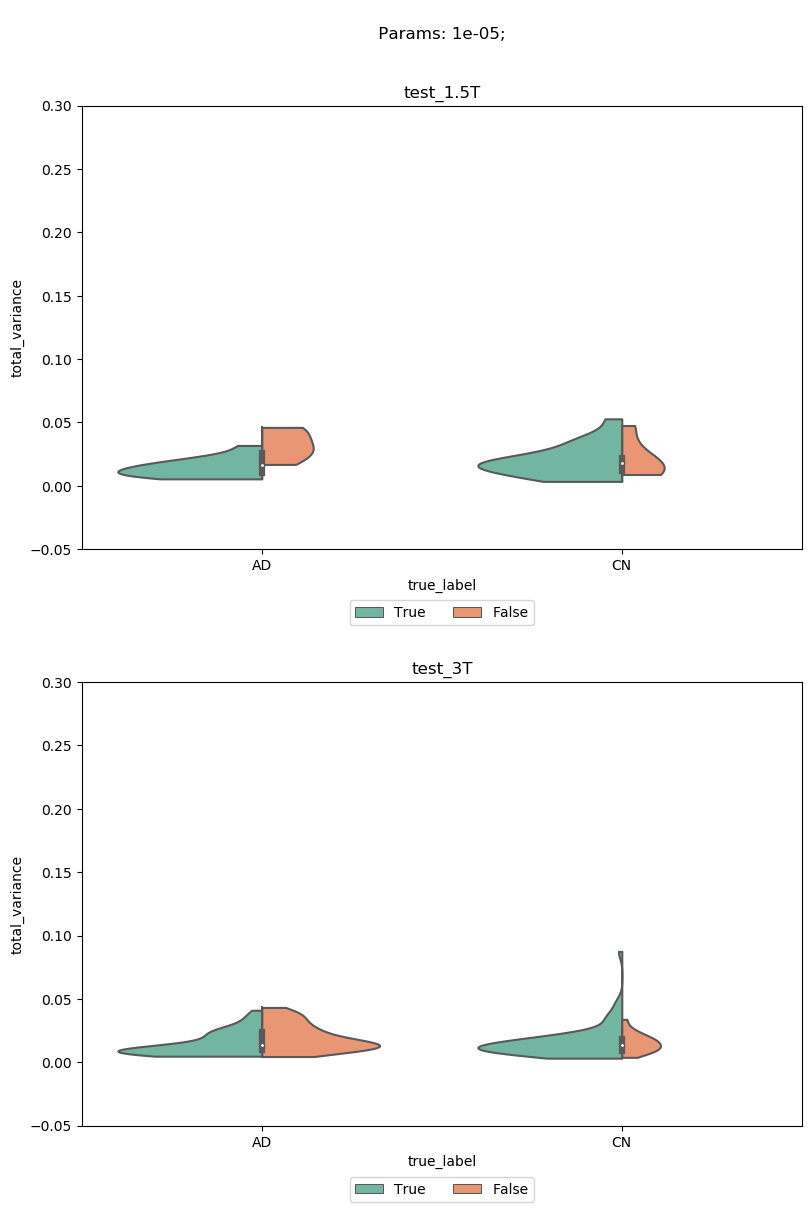 Params: 1e-05;
test_1.5T
0.30
0.25
0.20
0.15
0.10
0.05
0.00
−0.05
total_variance
AD CN
true_label
True False
test_3T
0.30
0.25
0.20
0.15
0.10
0.05
0.00
−0.05
total_variance
AD CN
true_label
True False